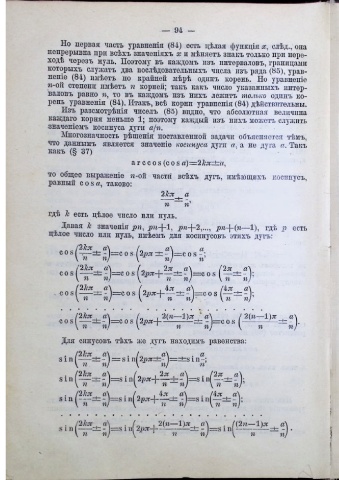 — 94 —
Но первая часть уравненія (84) есть цѣлая функція x, слѣд., она
непрерывна при всѣхъ значеніяхъ x и мѣняетъ знакъ только при пере-
ходѣ черезъ нуль. Поэтому въ каждомъ изъ интерваловъ, границами
которыхъ служатъ два послѣдовательныхъ числа изъ ряда (85), урав-
неніе (84) имѣетъ по крайней мѣрѣ одинъ корень. Но уравненіе
n-ой степени имѣетъ n корней; такъ какъ число указанныхъ интер-
валовъ равно n, то въ каждомъ изъ нихъ лежитъ только одинъ ко-
рень уравненія (84). Итакъ, всѣ корни уравненія (84) дѣйствительны.
Изъ разсмотрѣнія чиселъ (85) видно, что абсолютная величина
каждаго корня меньше 1; поэтому каждый изъ нихъ можетъ служить
значеніемъ косинуса дуги a/n.
Многозначность рѣшенія поставленной задачи объясняется тѣмъ,
что даннымъ является значеніе косинуса дуги a, а не дуга a. Такъ
какъ (§ 37)
arccos (cos a)=2kπ±a,
то общее выраженіе n-ой части всѣхъ дугъ, имѣющихъ косинусъ,
равный cos a, таково:
2kπ/n ± a/n,
гдѣ k есть цѣлое число или нуль.
Давая k значенія pn, pn+1, pn+2,..., pn+(n—1), гдѣ p есть
цѣлое число или нуль, имѣемъ для косинусовъ этихъ дугъ:
cos(2kπ/n ± a/n)=cos(2pπ ± a/n)=cos a/n;
cos(2kπ/n ± a/n)=cos(2pπ+2π/n ± a/n)=cos(2π/n ± a/n);
cos(2kπ/n ± a/n)=cos(2pπ+4π/n ± a/n)=cos(4π/n ± a/n);
. . . . . . . . . . . . . . . . . . . .
cos(2kπ/n ± a/n)=cos(2pπ+2(n—1)π/n ± a/n)=cos(2(n—1)π/n ± a/n).
Для синусовъ тѣхъ же дугъ находимъ равенства:
sin(2kπ/n ± a/n)=sin(2pπ ± a/n)=±sin a/n;
sin(2kπ/n ± a/n)=sin(2pπ+2π/n ± a/n)=sin(2π/n ± a/n);
sin(2kπ/n ± a/n)=sin(2pπ+4π/n ± a/n)=sin(4π/n ± a/n);
. . . . . . . . . . . . . . . . . . . .
sin(2kπ/n ± a/n)=sin(2pπ+2(n—1)π/n ± a/n)=sin((2n—1)π/n ± a/n).